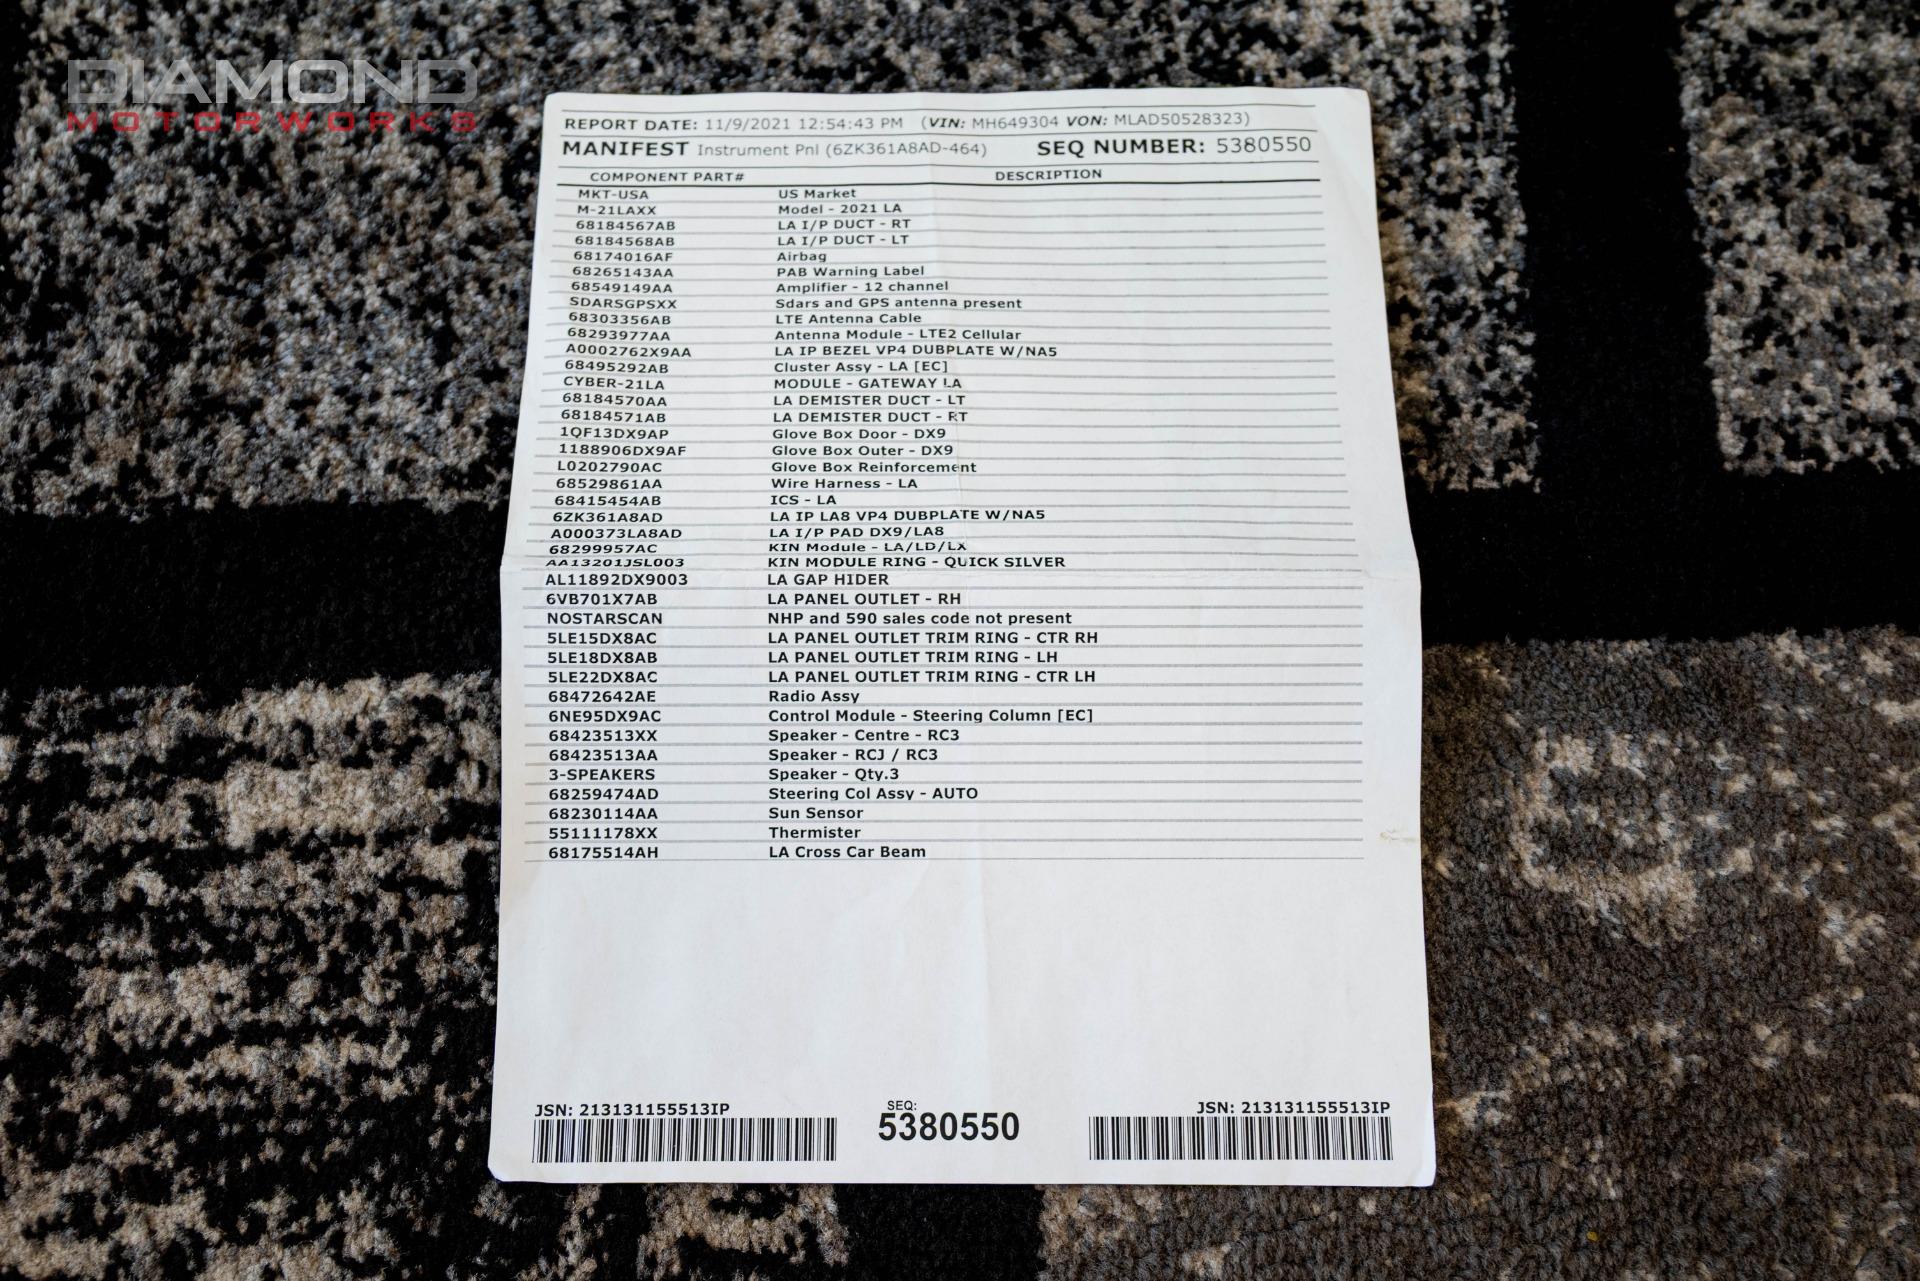 DIAMOND
MOTORWORKS
REPORT DATE: 11/9/2021 12:54:43 PM (VIN: MH649304 VON: MLAD50528323)
MANIFEST Instrument Pnl (6ZK361A8AD-464) SEQ NUMBER: 5380550
COMPONENT PART# DESCRIPTION
MKT-USA US Market
M-21LAXX Model - 2021 LA
68184567AB LA I/P DUCT - RT
68184568AB LA I/P DUCT - LT
68174016AF Airbag
68265143AA PAB Warning Label
68549149AA Amplifier - 12 channel
SDARSGPSXX Sdars and GPS antenna present
68303356AB LTE Antenna Cable
68293977AA Antenna Module - LTE2 Cellular
A0002762X9AA LA IP BEZEL VP4 DUBPLATE W/NA5
68495292AB Cluster Assy - LA [EC]
CYBER-21LA MODULE - GATEWAY LA
68184570AA LA DEMISTER DUCT - LT
68184571AB LA DEMISTER DUCT - RT
1QF13DX9AP Glove Box Door - DX9
1188906DX9AF Glove Box Outer - DX9
L0202790AC Glove Box Reinforcement
68529861AA Wire Harness - LA
68415454AB ICS - LA
6ZK361A8AD LA IP LA8 VP4 DUBPLATE W/NA5
A000373LA8AD LA I/P PAD DX9/LA8
68299957AC KIN Module - LA/LD/LX
AA13201JSL003 KIN MODULE RING - QUICK SILVER
AL11892DX9003 LA GAP HIDER
6VB701X7AB LA PANEL OUTLET - RH
NOSTARSCAN NHP and 590 sales code not present
5LE15DX8AC LA PANEL OUTLET TRIM RING - CTR RH
5LE18DX8AB LA PANEL OUTLET TRIM RING - LH
5LE22DX8AC LA PANEL OUTLET TRIM RING - CTR LH
68472642AE Radio Assy
6NE95DX9AC Control Module - Steering Column [EC]
68423513XX Speaker - Centre - RC3
68423513AA Speaker - RCJ / RC3
3-SPEAKERS Speaker - Qty.3
68259474AD Steering Col Assy - AUTO
68230114AA Sun Sensor
55111178XX Thermister
68175514AH LA Cross Car Beam
JSN: 213131155513IP SEQ: JSN: 213131155513IP
5380550